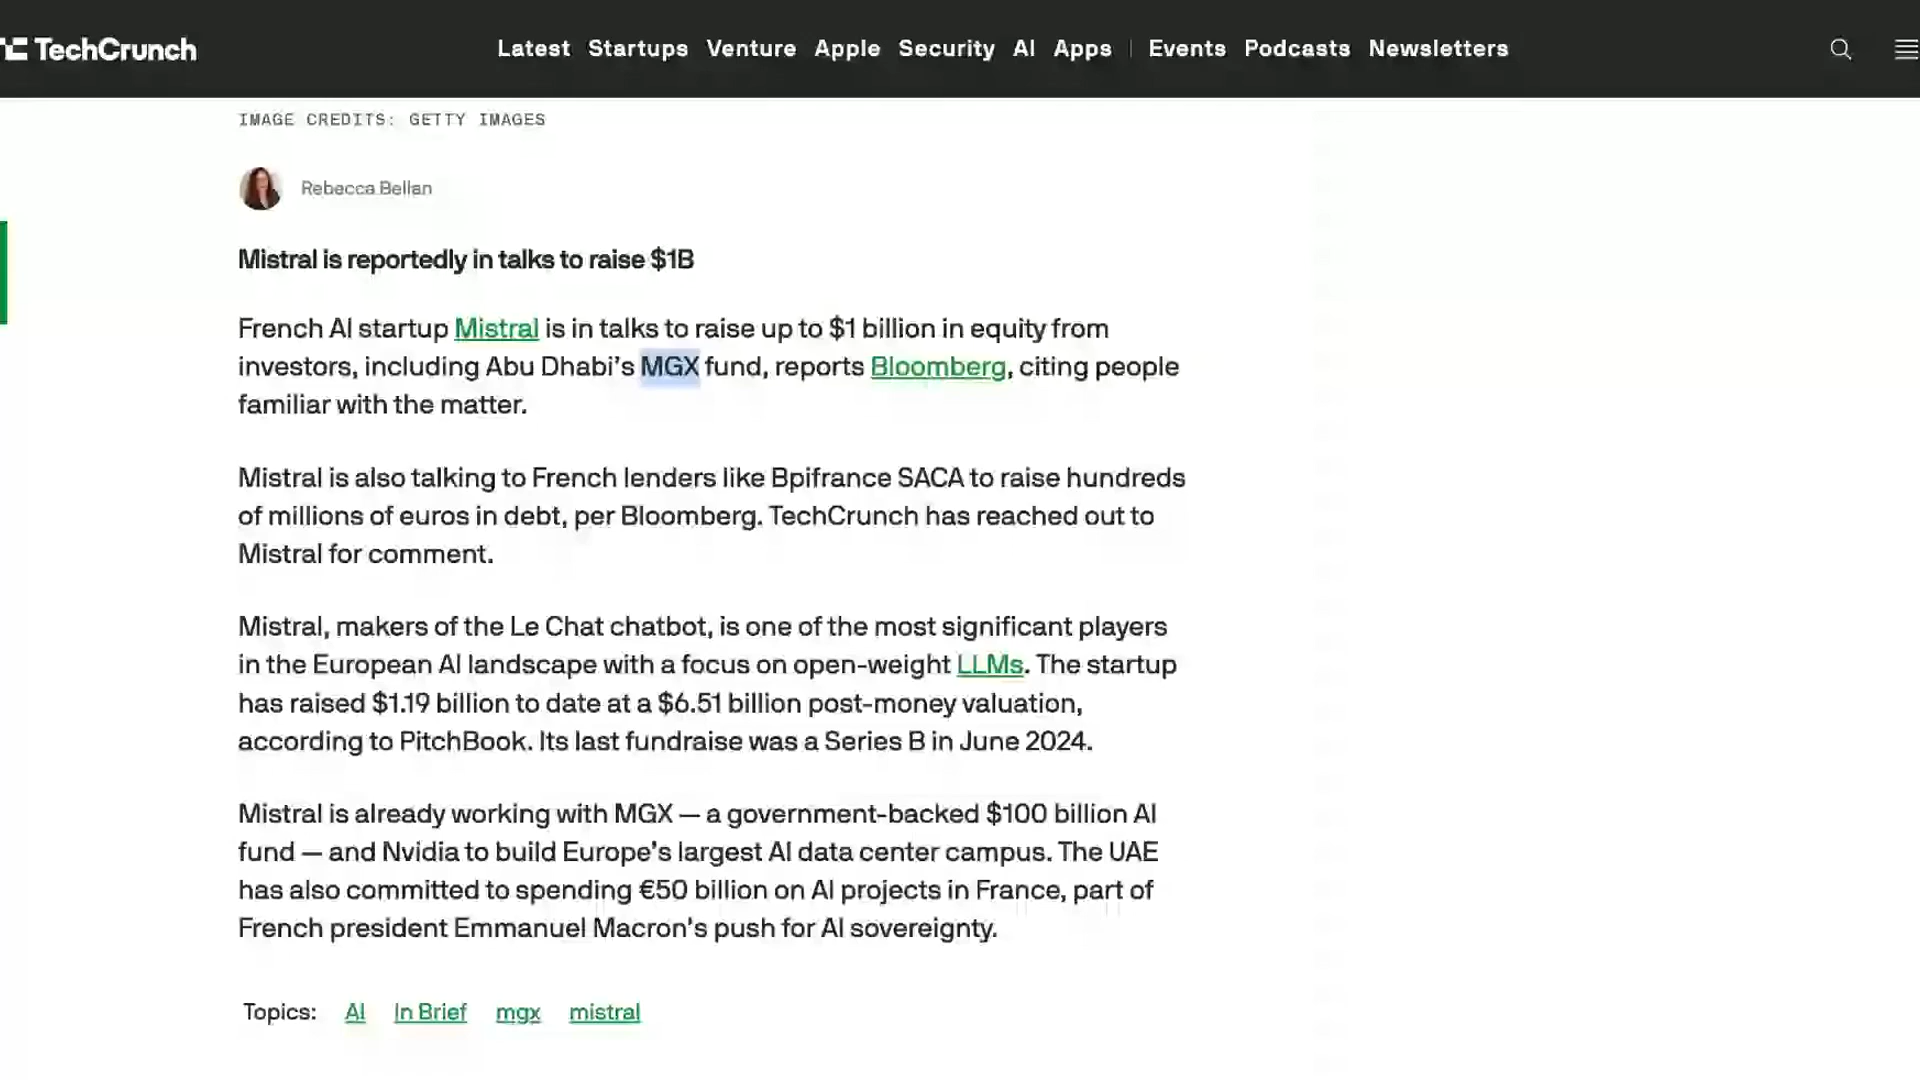 TechCrunch
Latest Startups Venture Apple Security AI Apps | Events Podcasts Newsletters
IMAGE CREDITS: GETTY IMAGES
Rebecca Bellan
Mistral is reportedly in talks to raise $1B
French AI startup Mistral is in talks to raise up to $1 billion in equity from
investors, including Abu Dhabi's MGX fund, reports Bloomberg, citing people
familiar with the matter.
Mistral is also talking to French lenders like Bpifrance SACA to raise hundreds
of millions of euros in debt, per Bloomberg. TechCrunch has reached out to
Mistral for comment.
Mistral, makers of the Le Chat chatbot, is one of the most significant players
in the European AI landscape with a focus on open-weight LLMs. The startup
has raised $1.19 billion to date at a $6.51 billion post-money valuation,
according to PitchBook. Its last fundraise was a Series B in June 2024.
Mistral is already working with MGX — a government-backed $100 billion AI
fund — and Nvidia to build Europe's largest AI data center campus. The UAE
has also committed to spending €50 billion on AI projects in France, part of
French president Emmanuel Macron's push for AI sovereignty.
Topics: AI In Brief mgx mistral